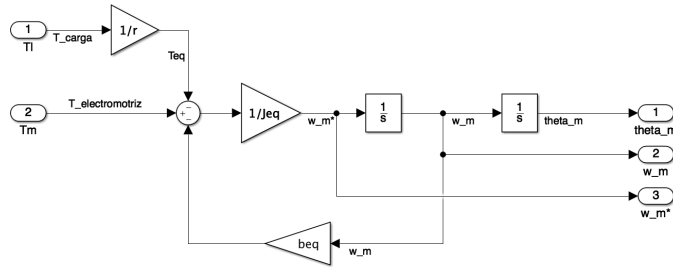 1
Tl
T_carga
1/r
Teq
2
Tm
T_electromotriz
1/Jeq
w_m*
1
s
w_m
1
s
theta_m
1
theta_m
2
w_m
3
w_m*
beq
w_m